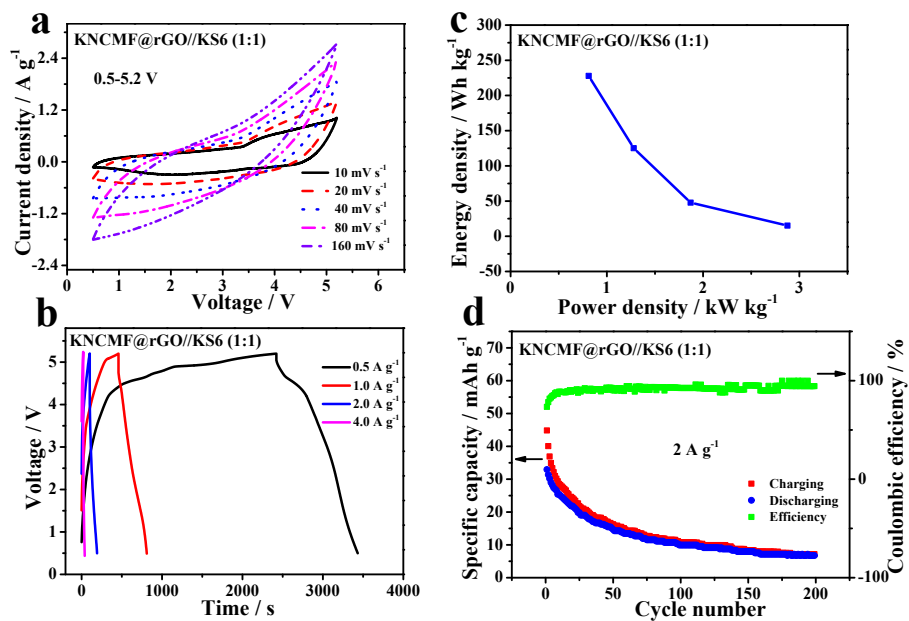 a
KNCMF@rGO//KS6 (1:1)
0.5-5.2 V
Current density / A g-1
2.4
1.2
0.0
-1.2
-2.4
10 mV s-1
20 mV s-1
40 mV s-1
80 mV s-1
160 mV s-1
0 1 2 3 4 5 6
Voltage / V
c
KNCMF@rGO//KS6 (1:1)
Energy density / Wh kg-1
300
250
200
150
100
50
0
-50
0 1 2 3
Power density / kW kg-1
b
KNCMF@rGO//KS6 (1:1)
Voltage / V
6
5
4
3
2
1
0
0.5 A g-1
1.0 A g-1
2.0 A g-1
4.0 A g-1
0 1000 2000 3000 4000
Time / s
d
KNCMF@rGO//KS6 (1:1)
Specific capacity / mAh g-1
70
60
50
40
30
20
10
0
2 A g-1
Charging
Discharging
Efficiency
100
0
-100
Coulombic efficiency / %
0 50 100 150 200
Cycle number